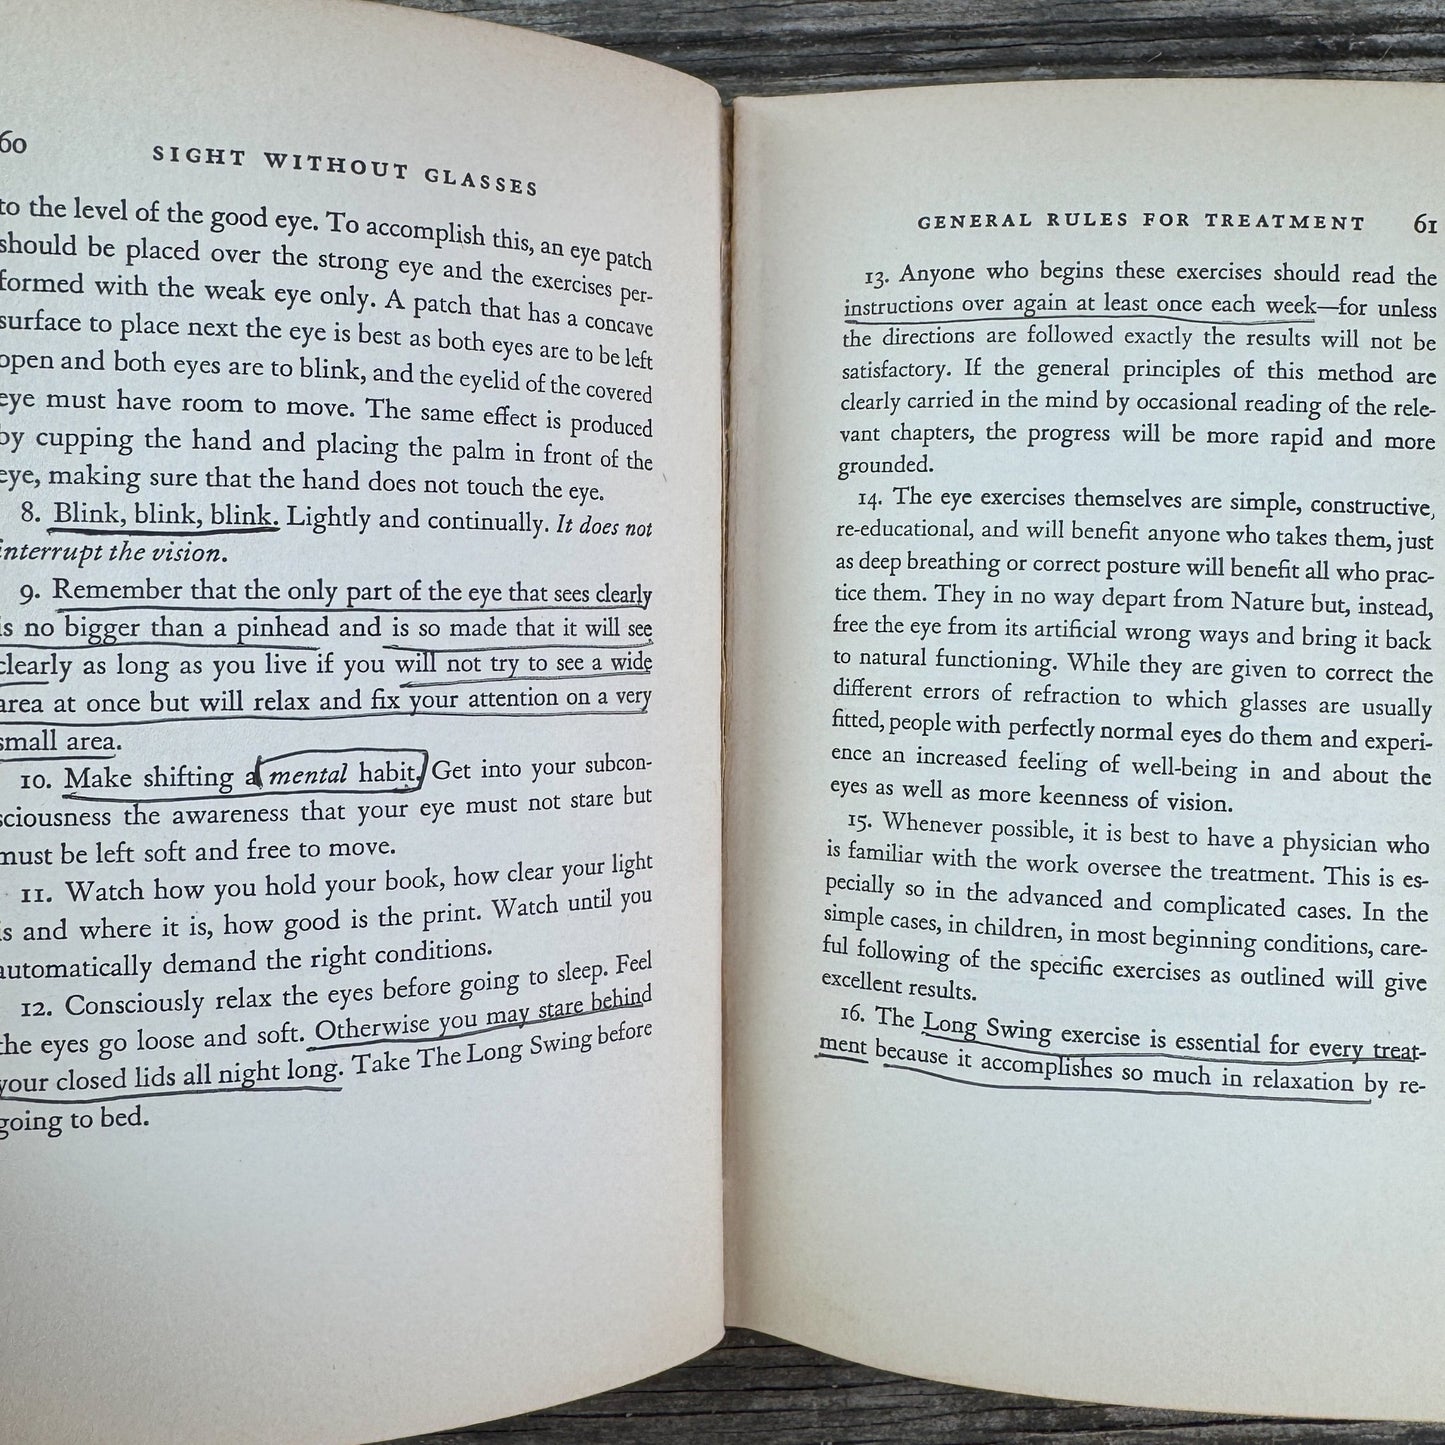 60
SIGHT WITHOUT GLASSES
to the level of the good eye. To accomplish this, an eye patch
should be placed over the strong eye and the exercises per-
formed with the weak eye only. A patch that has a concave
surface to place next the eye is best as both eyes are to be left
open and both eyes are to blink, and the eyelid of the covered
eye must have room to move. The same effect is produced
by cupping the hand and placing the palm in front of the
eye, making sure that the hand does not touch the eye.
8. Blink, blink, blink. Lightly and continually. It does not
interrupt the vision.
9. Remember that the only part of the eye that sees clearly
is no bigger than a pinhead and is so made that it will see
clearly as long as you live if you will not try to see a wide
area at once but will relax and fix your attention on a very
small area.
10. Make shifting a mental habit. Get into your subcon-
sciousness the awareness that your eye must not stare but
must be left soft and free to move.
11. Watch how you hold your book, how clear your light
is and where it is, how good is the print. Watch until you
automatically demand the right conditions.
12. Consciously relax the eyes before going to sleep. Feel
the eyes go loose and soft. Otherwise you may stare behind
your closed lids all night long. Take The Long Swing before
going to bed.
GENERAL RULES FOR TREATMENT 61
13. Anyone who begins these exercises should read the
instructions over again at least once each week—for unless
the directions are followed exactly the results will not be
satisfactory. If the general principles of this method are
clearly carried in the mind by occasional reading of the rele-
vant chapters, the progress will be more rapid and more
grounded.
14. The eye exercises themselves are simple, constructive,
re-educational, and will benefit anyone who takes them, just
as deep breathing or correct posture will benefit all who prac-
tice them. They in no way depart from Nature but, instead,
free the eye from its artificial wrong ways and bring it back
to natural functioning. While they are given to correct the
different errors of refraction to which glasses are usually
fitted, people with perfectly normal eyes do them and experi-
ence an increased feeling of well-being in and about the
eyes as well as more keenness of vision.
15. Whenever possible, it is best to have a physician who
is familiar with the work oversee the treatment. This is es-
pecially so in the advanced and complicated cases. In the
simple cases, in children, in most beginning conditions, care-
ful following of the specific exercises as outlined will give
excellent results.
16. The Long Swing exercise is essential for every treat-
ment because it accomplishes so much in relaxation by re-